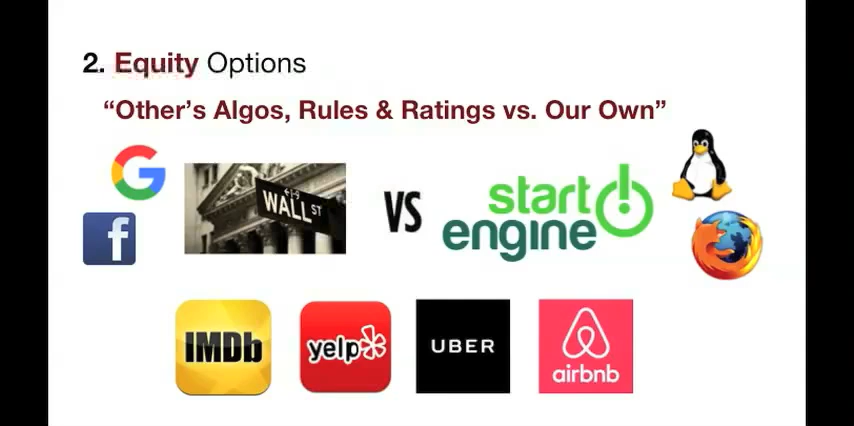 2. Equity Options
“Other’s Algos, Rules & Ratings vs. Our Own”
G
f
WALL ST
VS
start
engine
IMDb
yelp
UBER
airbnb